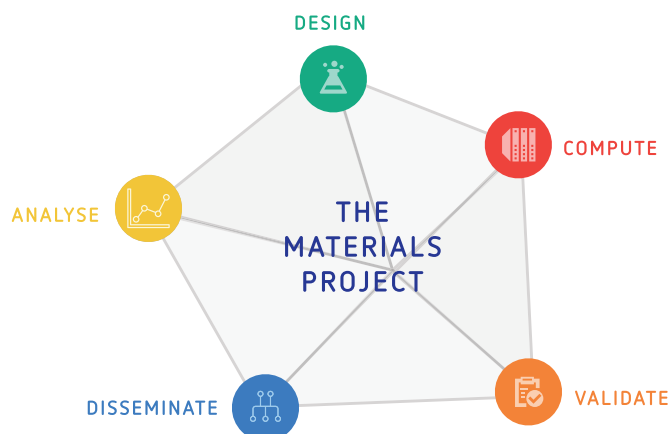 DESIGN
COMPUTE
ANALYSE
THE
MATERIALS
PROJECT
VALIDATE
DISSEMINATE